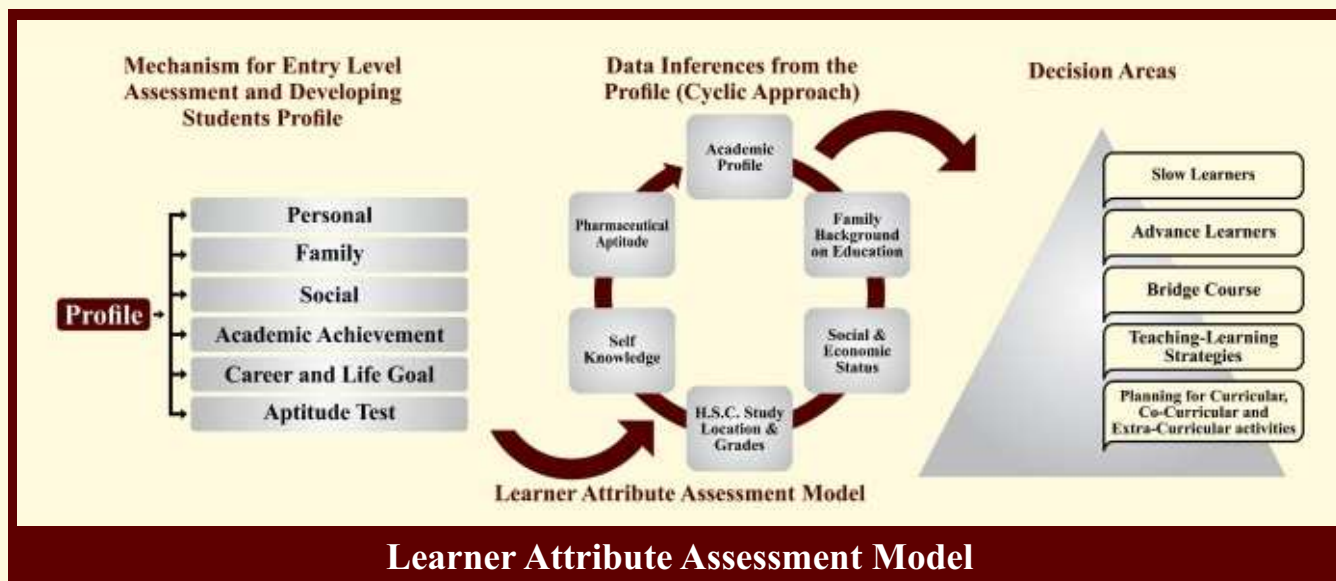 Mechanism for Entry Level
Assessment and Developing
Students Profile
Profile
Personal
Family
Social
Academic Achievement
Career and Life Goal
Aptitude Test
Data Inferences from the
Profile (Cyclic Approach)
Academic
Profile
Family
Background
on Education
Social &
Economic
Status
H.S.C. Study
Location &
Grades
Self
Knowledge
Pharmaceutical
Aptitude
Learner Attribute Assessment Model
Decision Areas
Slow Learners
Advance Learners
Bridge Course
Teaching-Learning
Strategies
Planning for Curricular,
Co-Curricular and
Extra-Curricular activities
Learner Attribute Assessment Model